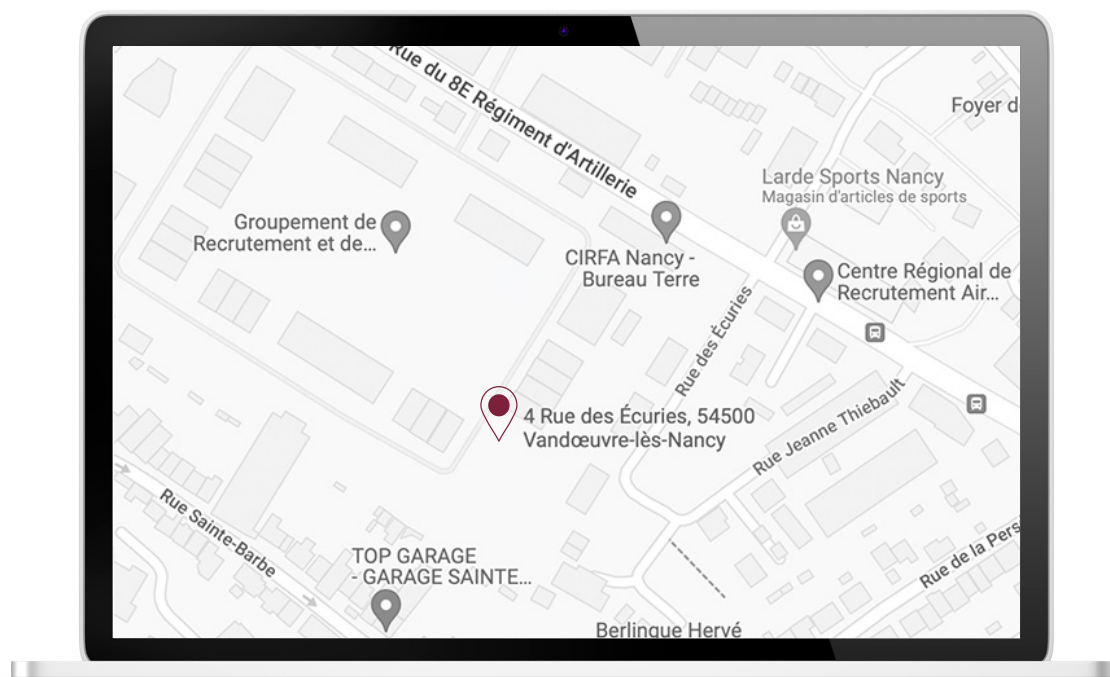 Rue du 8E Régiment d'Artillerie
Foyer d
Larde Sports Nancy
Magasin d'articles de sports
Groupement de
Recrutement et de...
CIRFA Nancy -
Bureau Terre
Centre Régional de
Recrutement Air...
Rue des Écuries
4 Rue des Écuries, 54500
Vandœuvre-lès-Nancy
Rue Jeanne Thiebault
Rue Sainte-Barbe
Rue de la Pers
TOP GARAGE
- GARAGE SAINTE...
Berlingue Hervé